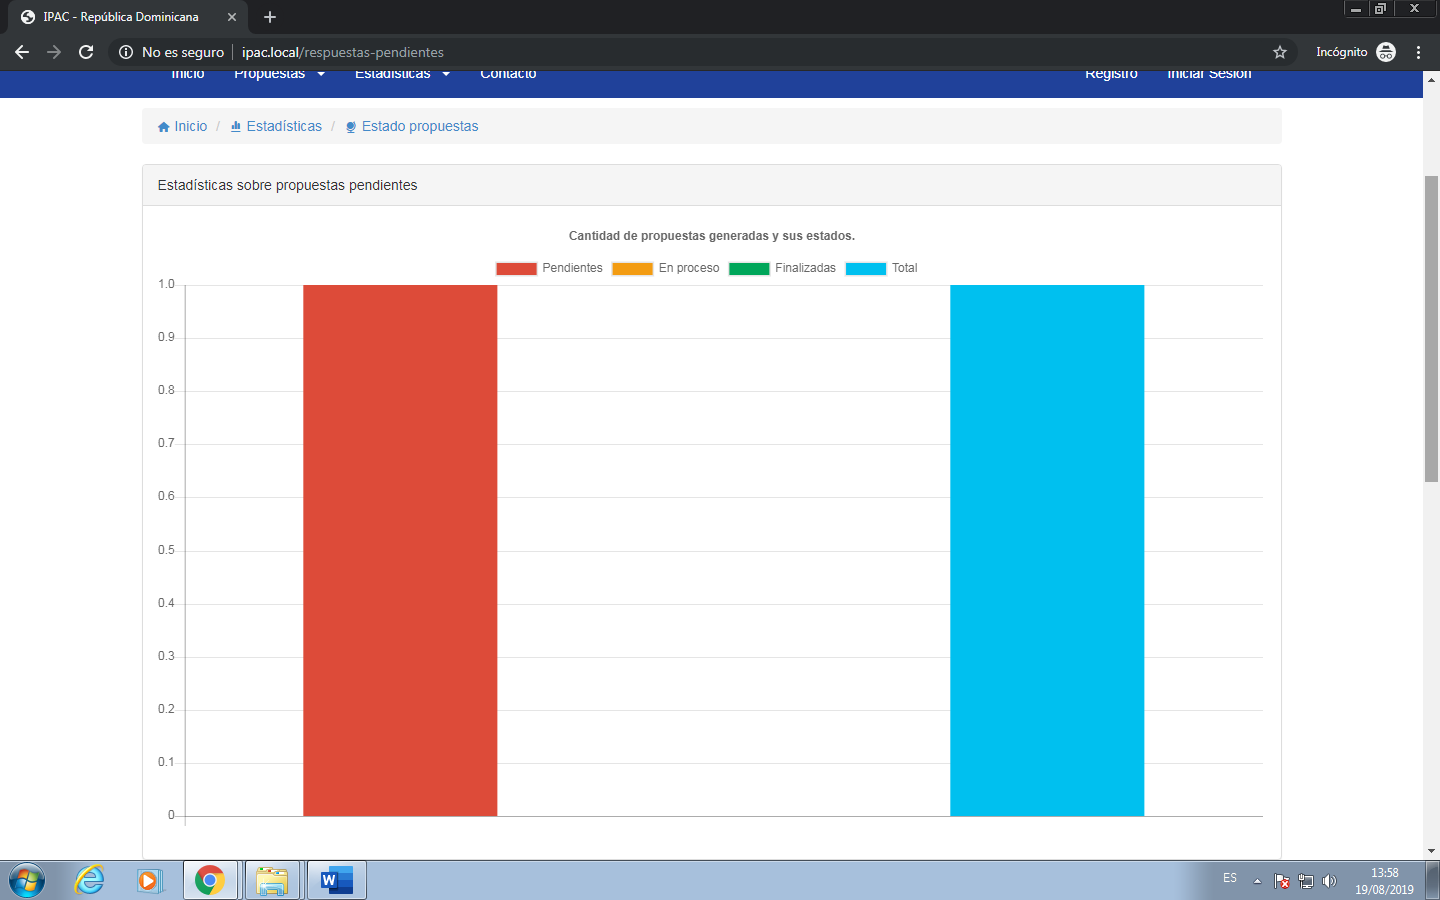 IPAC - República Dominicana
No es seguro
ipac.local/respuestas-pendientes
Incógnito
Inicio Propuestas Estadísticas Contacto Registro Iniciar Sesión
Inicio / Estadísticas / Estado propuestas
Estadísticas sobre propuestas pendientes
Cantidad de propuestas generadas y sus estados.
Pendientes En proceso Finalizadas Total
1.0
0.9
0.8
0.7
0.6
0.5
0.4
0.3
0.2
0.1
0
ES
13:58
19/08/2019